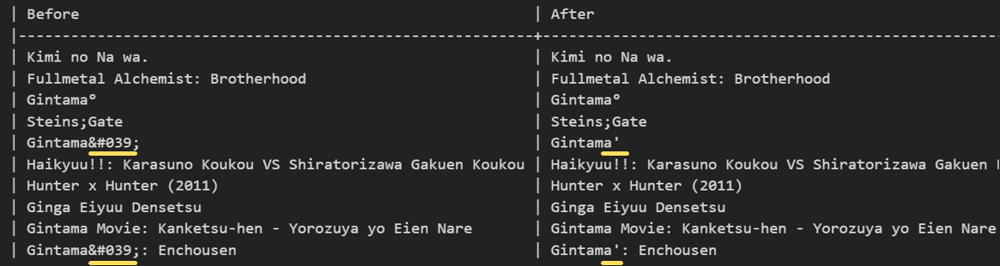 | Before | After
|-----------------------------------------------------------+-----------------------------------------------------
| Kimi no Na wa. | Kimi no Na wa.
| Fullmetal Alchemist: Brotherhood | Fullmetal Alchemist: Brotherhood
| Gintama° | Gintama°
| Steins;Gate | Steins;Gate
| Gintama&#039; | Gintama'
| Haikyuu!!: Karasuno Koukou VS Shiratorizawa Gakuen Koukou | Haikyuu!!: Karasuno Koukou VS Shiratorizawa Gakuen
| Hunter x Hunter (2011) | Hunter x Hunter (2011)
| Ginga Eiyuu Densetsu | Ginga Eiyuu Densetsu
| Gintama Movie: Kanketsu-hen - Yorozuya yo Eien Nare | Gintama Movie: Kanketsu-hen - Yorozuya yo Eien Nare
| Gintama&#039;: Enchousen | Gintama': Enchousen